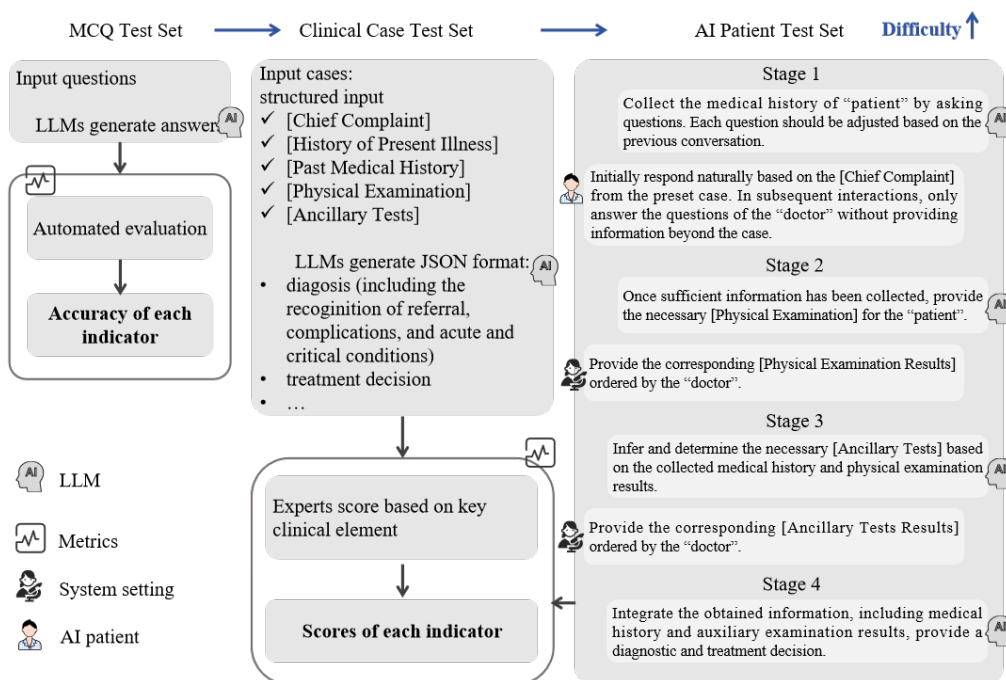 MCQ Test Set
Clinical Case Test Set
AI Patient Test Set
Difficulty
Input questions
LLMs generate answer
AI
Automated evaluation
Accuracy of each
indicator
Input cases:
structured input
✓ [Chief Complaint]
✓ [History of Present Illness]
✓ [Past Medical History]
✓ [Physical Examination]
✓ [Ancillary Tests]
LLMs generate JSON format:
AI
• diagosis (including the
recoginition of referral,
complications, and acute and
critical conditions)
• treatment decision
• …
Experts score based on key
clinical element
Scores of each indicator
Stage 1
Collect the medical history of “patient” by asking
questions. Each question should be adjusted based on the
previous conversation.
AI
Initially respond naturally based on the [Chief Complaint]
from the preset case. In subsequent interactions, only
answer the questions of the “doctor” without providing
information beyond the case.
Stage 2
Once sufficient information has been collected, provide
the necessary [Physical Examination] for the “patient”.
AI
Provide the corresponding [Physical Examination Results]
ordered by the “doctor”.
Stage 3
Infer and determine the necessary [Ancillary Tests] based
on the collected medical history and physical examination
results.
AI
Provide the corresponding [Ancillary Tests Results]
ordered by the “doctor”.
Stage 4
Integrate the obtained information, including medical
history and auxiliary examination results, provide a
diagnostic and treatment decision.
AI
AI
LLM
Metrics
System setting
AI patient